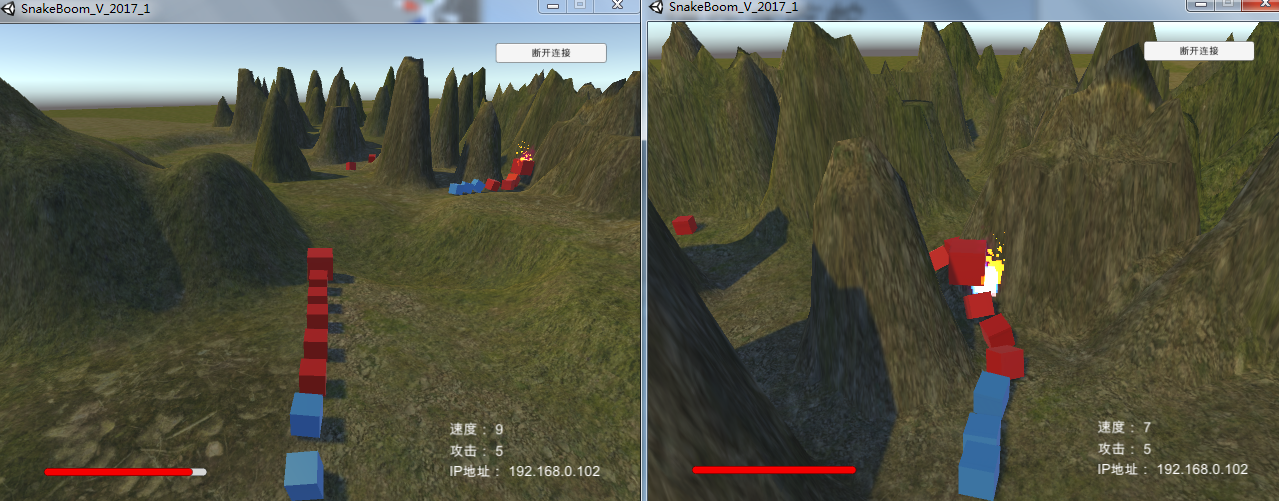 SnakeBoom_V_2017_1
断开连接
速度： 9
攻击： 5
IP地址： 192.168.0.102
SnakeBoom_V_2017_1
断开连接
速度： 7
攻击： 5
IP地址： 192.168.0.102